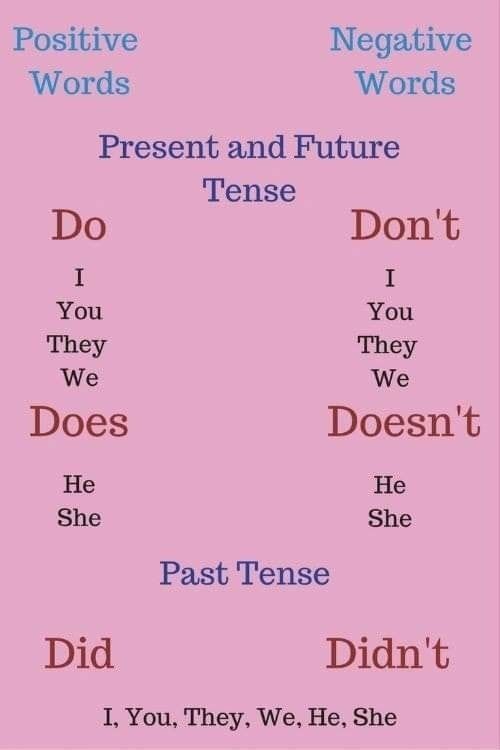 Positive
Words
Negative
Words
Present and Future
Tense
Do
Don't
I
You
They
We
I
You
They
We
Does
Doesn't
He
She
He
She
Past Tense
Did
Didn't
I, You, They, We, He, She